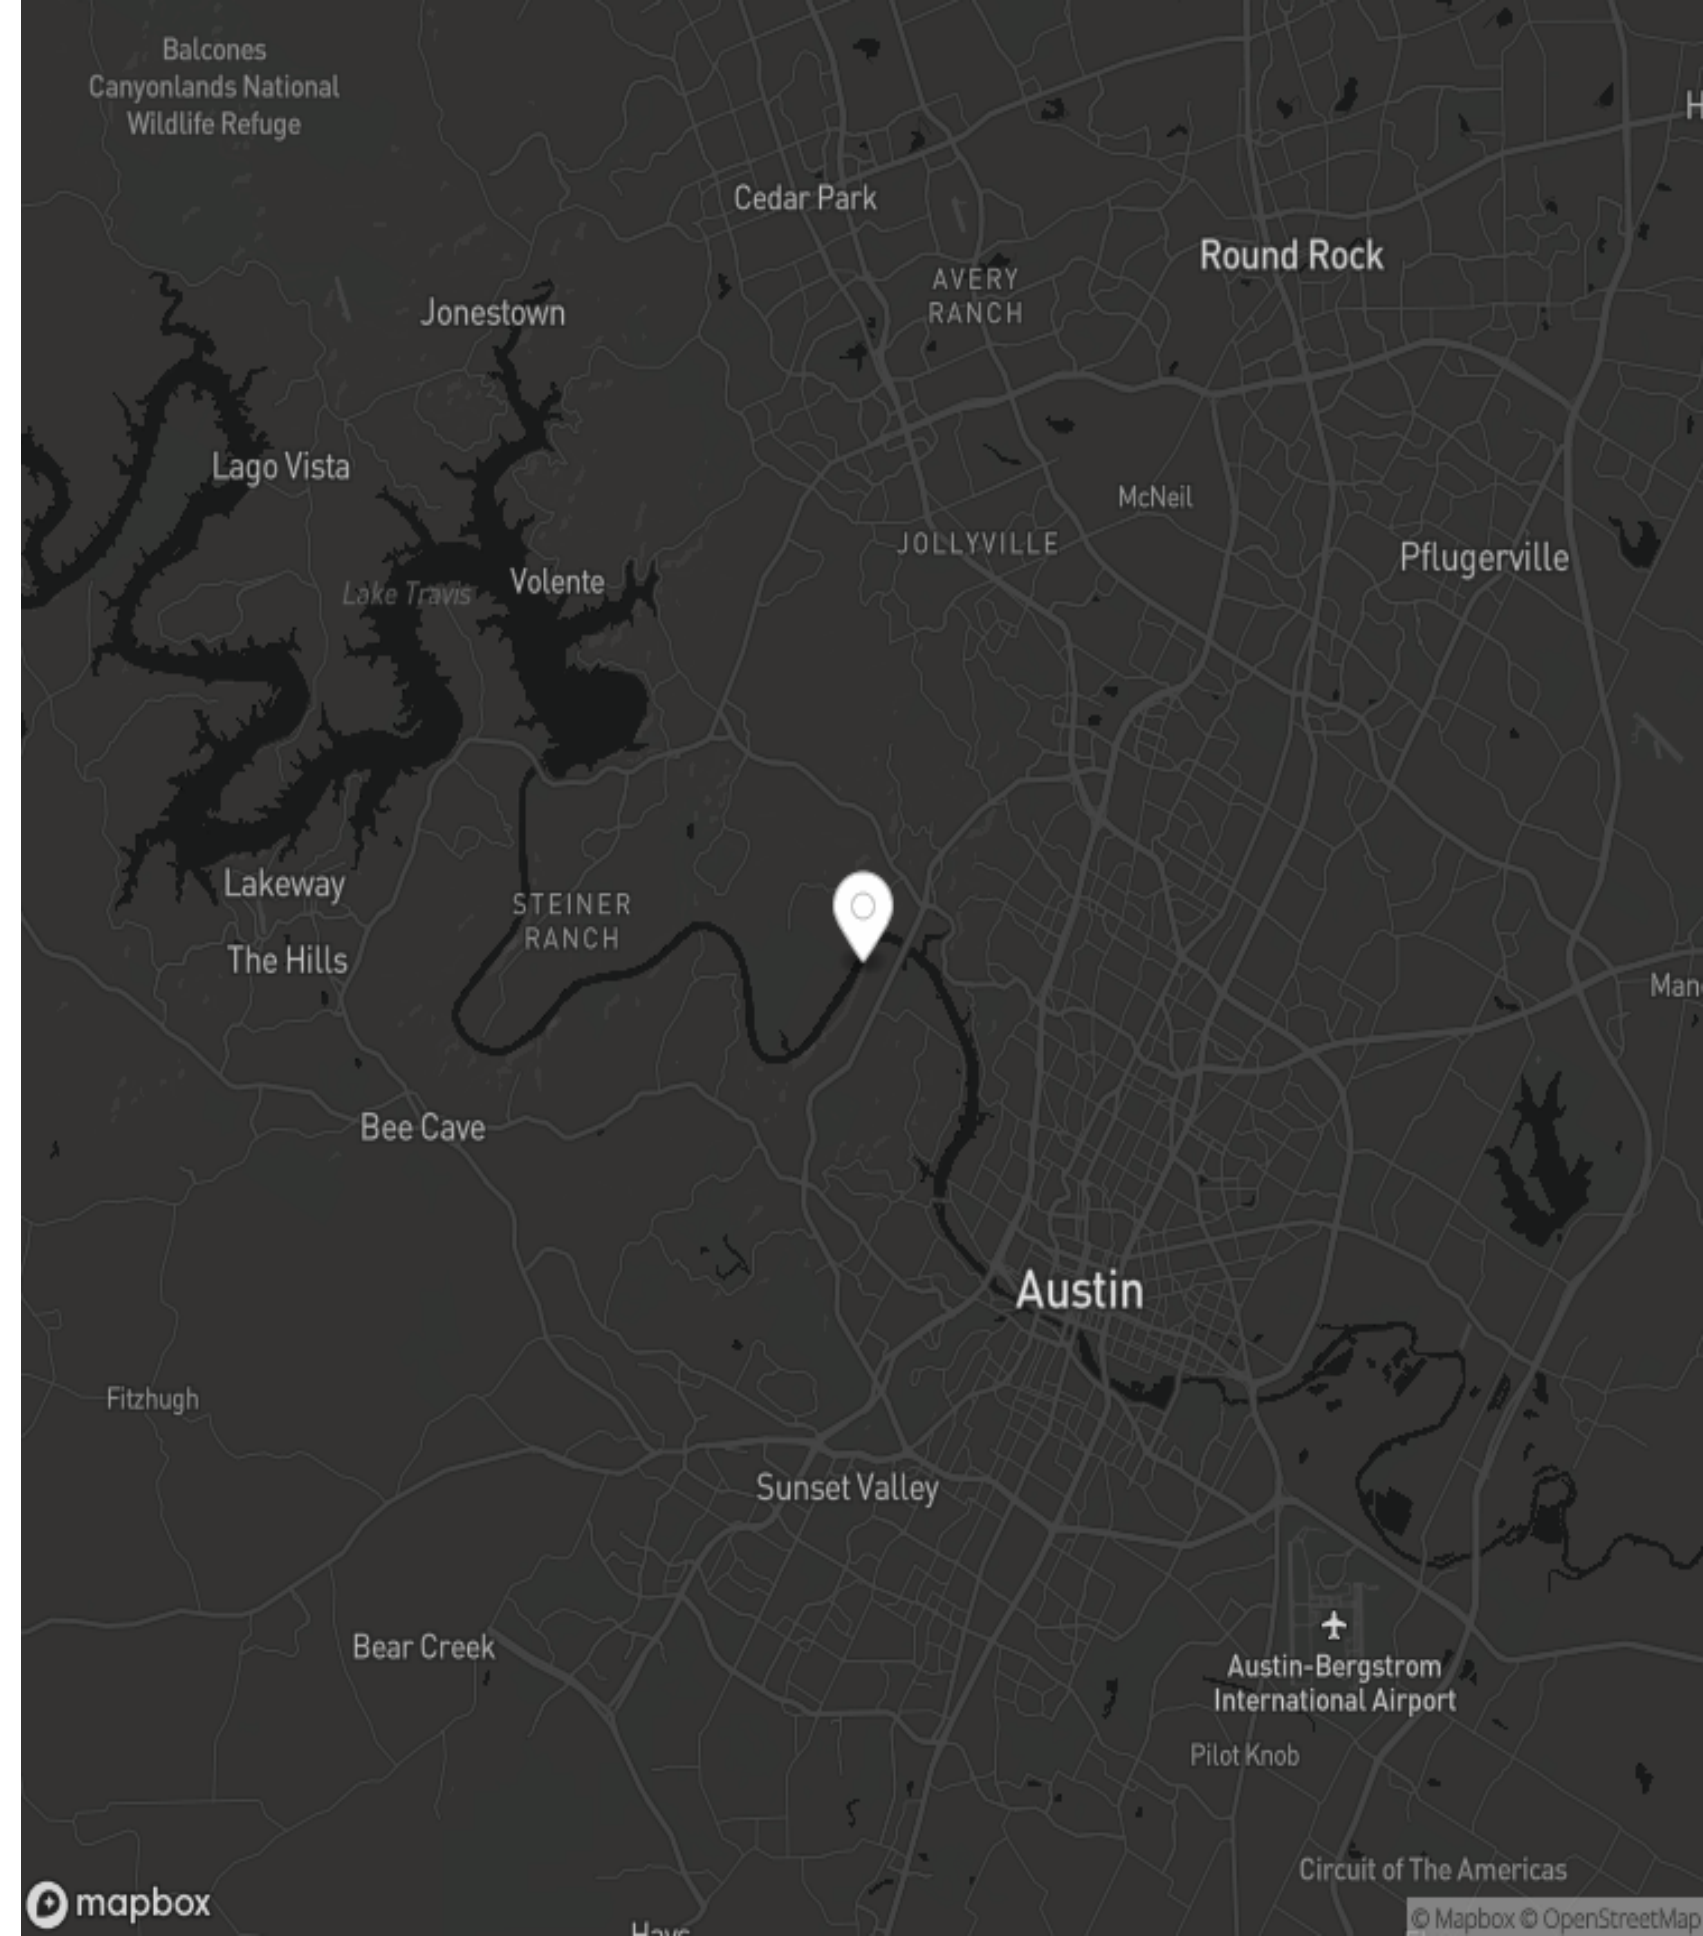 Balcones
Canyonlands National
Wildlife Refuge
Cedar Park
Round Rock
AVERY
RANCH
Jonestown
Lago Vista
McNeil
JOLLYVILLE
Pflugerville
Lake Travis
Volente
Lakeway
STEINER
RANCH
The Hills
Bee Cave
Austin
Fitzhugh
Sunset Valley
Bear Creek
Austin-Bergstrom
International Airport
Pilot Knob
Circuit of The Americas
mapbox
© Mapbox © OpenStreetMap